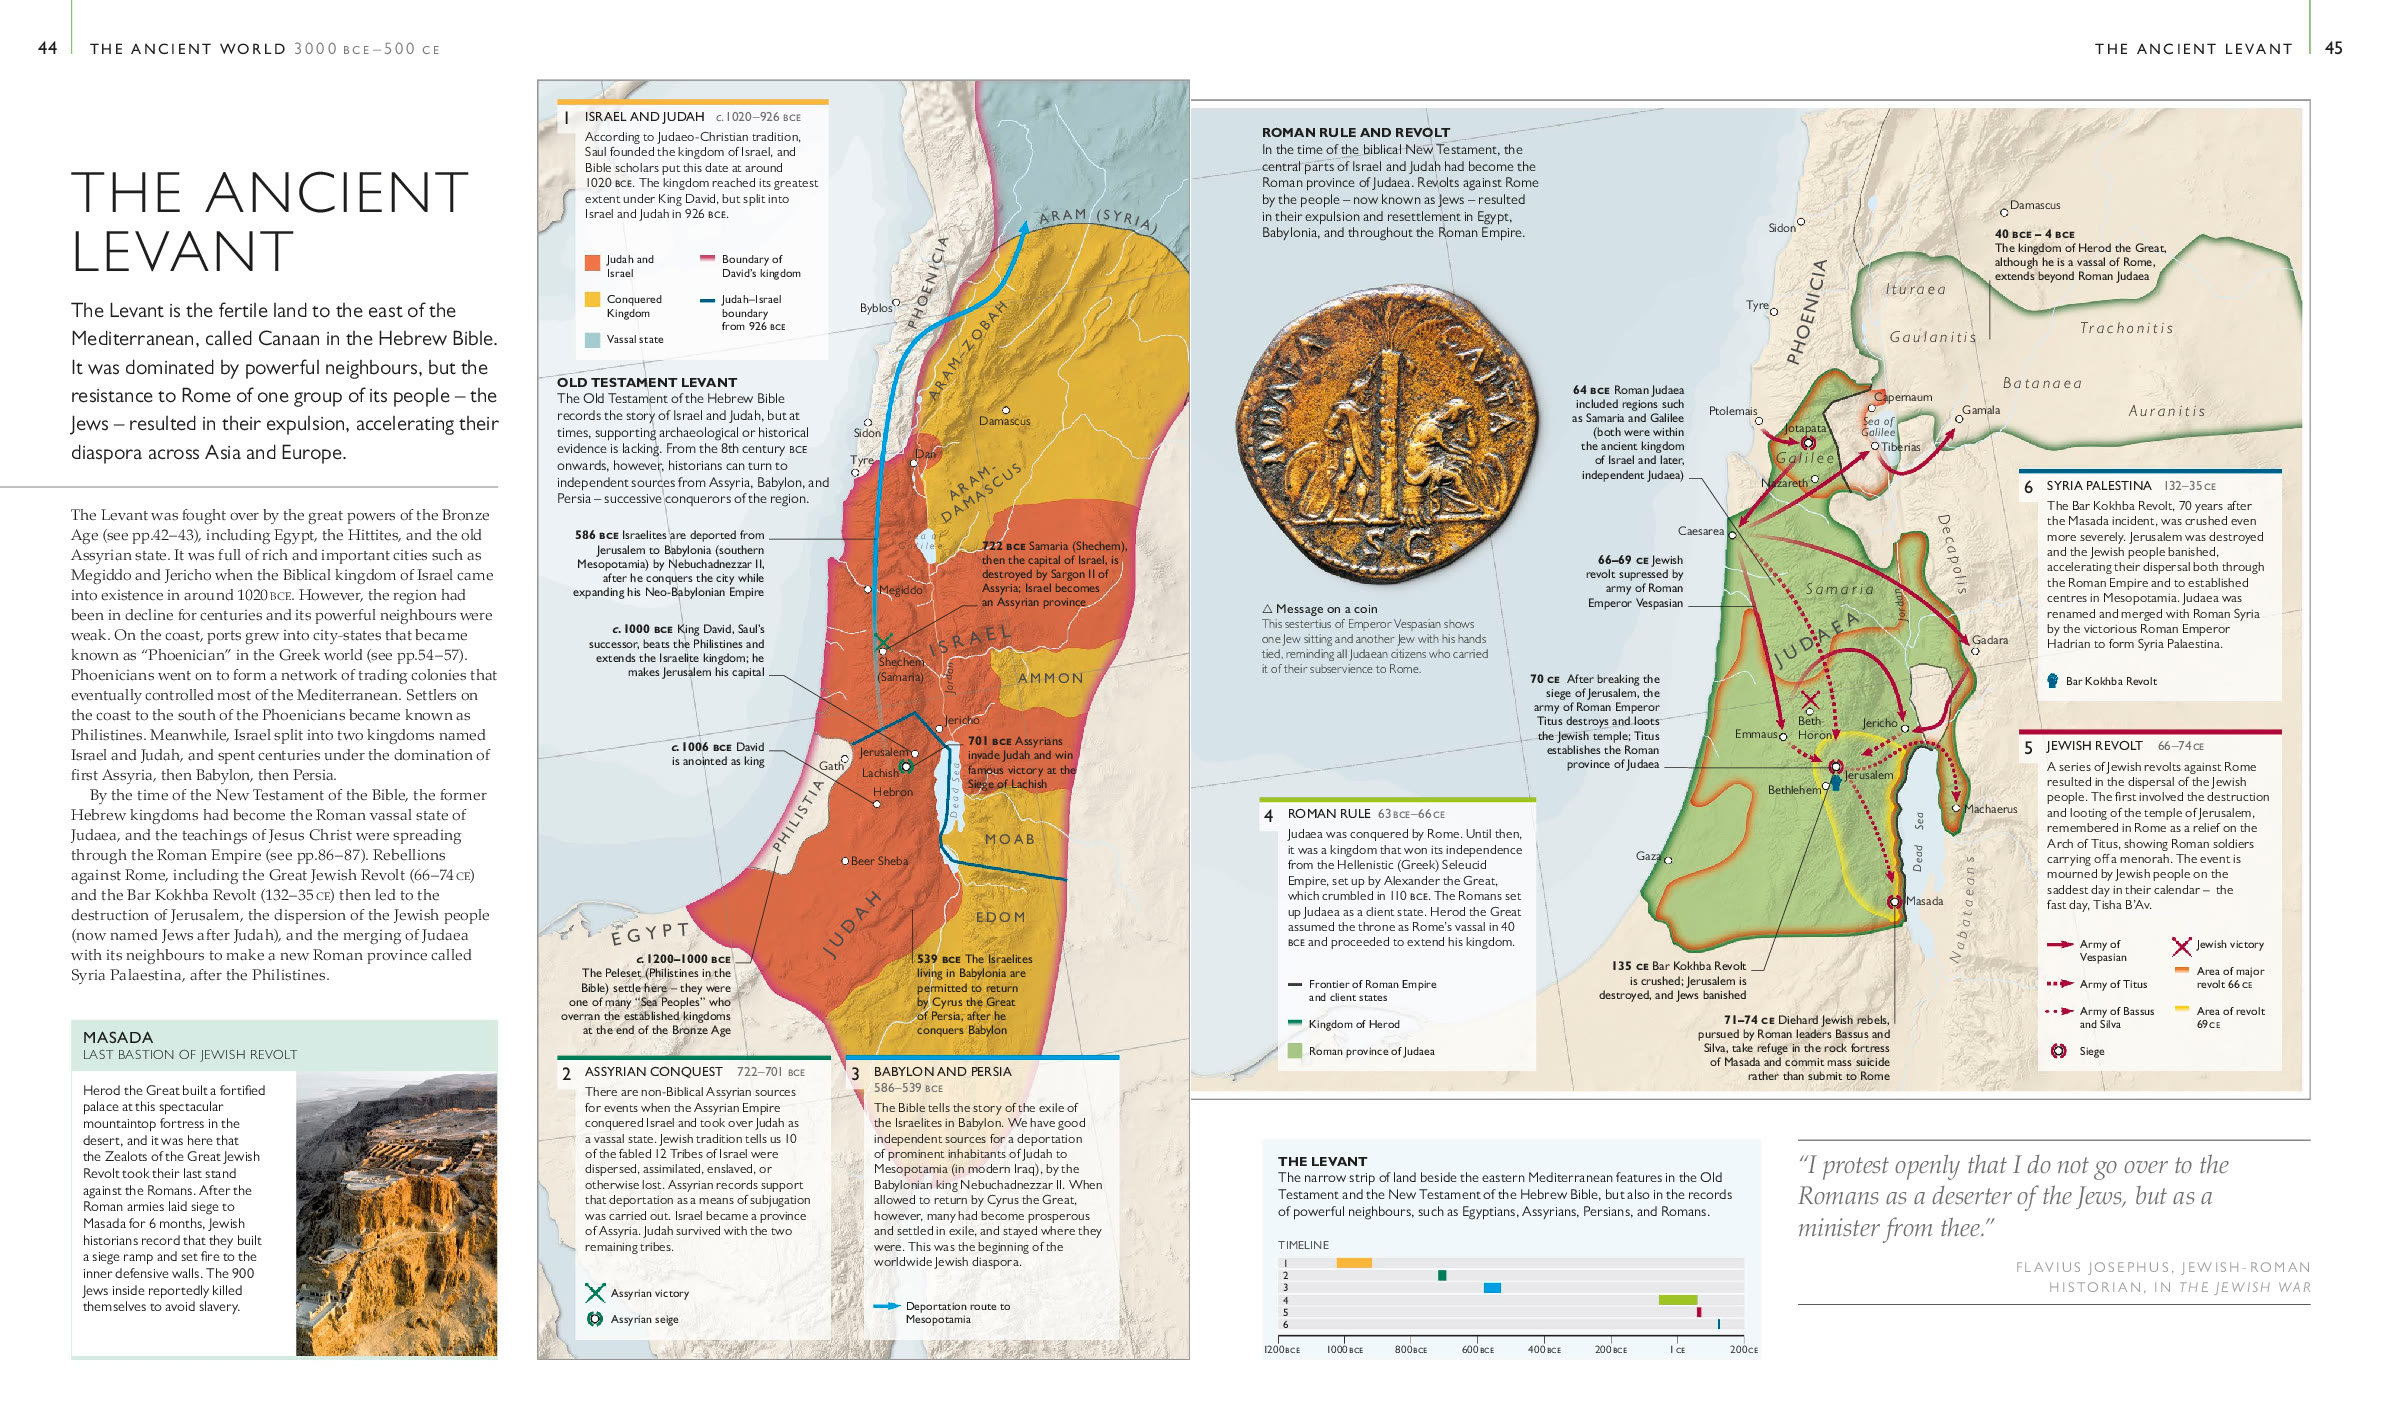 44
THE ANCIENT WORLD 3000 BCE–500 CE
THE ANCIENT LEVANT
45
THE ANCIENT
LEVANT
The Levant is the fertile land to the east of the
Mediterranean, called Canaan in the Hebrew Bible.
It was dominated by powerful neighbours, but the
resistance to Rome of one group of its people – the
Jews – resulted in their expulsion, accelerating their
diaspora across Asia and Europe.
The Levant was fought over by the great powers of the Bronze
Age (see pp.42–43), including Egypt, the Hittites, and the old
Assyrian state. It was full of rich and important cities such as
Megiddo and Jericho when the Biblical kingdom of Israel came
into existence in around 1020 BCE. However, the region had
been in decline for centuries and its powerful neighbours were
weak. On the coast, ports grew into city-states that became
known as “Phoenician” in the Greek world (see pp.54–57).
Phoenicians went on to form a network of trading colonies that
eventually controlled most of the Mediterranean. Settlers on
the coast to the south of the Phoenicians became known as
Philistines. Meanwhile, Israel split into two kingdoms named
Israel and Judah, and spent centuries under the domination of
first Assyria, then Babylon, then Persia.
By the time of the New Testament of the Bible, the former
Hebrew kingdoms had become the Roman vassal state of
Judaea, and the teachings of Jesus Christ were spreading
through the Roman Empire (see pp.86–87). Rebellions
against Rome, including the Great Jewish Revolt (66–74 CE)
and the Bar Kokhba Revolt (132–35 CE) then led to the
destruction of Jerusalem, the dispersion of the Jewish people
(now named Jews after Judah), and the merging of Judaea
with its neighbours to make a new Roman province called
Syria Palaestina, after the Philistines.
MASADA
LAST BASTION OF JEWISH REVOLT
Herod the Great built a fortified
palace at this spectacular
mountaintop fortress in the
desert, and it was here that
the Zealots of the Great Jewish
Revolt took their last stand
against the Romans. After the
Roman armies laid siege to
Masada for 6 months, Jewish
historians record that they built
a siege ramp and set fire to the
inner defensive walls. The 900
Jews inside reportedly killed
themselves to avoid slavery.
1 ISRAEL AND JUDAH c.1020–926 BCE
According to Judaeo-Christian tradition,
Saul founded the kingdom of Israel, and
Bible scholars put this date at around
1020 BCE. The kingdom reached its greatest
extent under King David, but split into
Israel and Judah in 926 BCE.
Judah and
Israel
Conquered
Kingdom
Vassal state
Boundary of
David's kingdom
Judah–Israel
boundary
from 926 BCE
OLD TESTAMENT LEVANT
The Old Testament of the Hebrew Bible
records the story of Israel and Judah, but at
times, supporting archaeological or historical
evidence is lacking. From the 8th century BCE
onwards, however, historians can turn to
independent sources from Assyria, Babylon, and
Persia – successive conquerors of the region.
586 BCE Israelites are deported from
Jerusalem to Babylonia (southern
Mesopotamia) by Nebuchadnezzar II,
after he conquers the city while
expanding his Neo-Babylonian Empire
c. 1000 BCE King David, Saul's
successor, beats the Philistines and
extends the Israelite kingdom; he
makes Jerusalem his capital
c. 1006 BCE David
is anointed as king
c. 1200–1000 BCE
The Peleset (Philistines in the
Bible) settle here – they were
one of many “Sea Peoples” who
overran the established kingdoms
at the end of the Bronze Age
722 BCE Samaria (Shechem),
then the capital of Israel, is
destroyed by Sargon II of
Assyria; Israel becomes
an Assyrian province
701 BCE Assyrians
invade Judah and win
famous victory at the
Siege of Lachish
539 BCE The Israelites
living in Babylonia are
permitted to return
by Cyrus the Great
of Persia, after he
conquers Babylon
ARAM (SYRIA)
PHOENICIA
Byblos
ARAM–ZOBAH
Damascus
Sidon
Tyre
Dan
ARAM-
DAMASCUS
Sea of
Galilee
Megiddo
ISRAEL
Shechem
(Samaria)
Jordan
AMMON
Jericho
Jerusalem
Gath
Lachish
Hebron
Dead Sea
PHILISTIA
MOAB
Beer Sheba
JUDAH
EDOM
EGYPT
2 ASSYRIAN CONQUEST 722–701 BCE
There are non-Biblical Assyrian sources
for events when the Assyrian Empire
conquered Israel and took over Judah as
a vassal state. Jewish tradition tells us 10
of the fabled 12 Tribes of Israel were
dispersed, assimilated, enslaved, or
otherwise lost. Assyrian records support
that deportation as a means of subjugation
was carried out. Israel became a province
of Assyria. Judah survived with the two
remaining tribes.
Assyrian victory
Assyrian seige
3 BABYLON AND PERSIA
586–539 BCE
The Bible tells the story of the exile of
the Israelites in Babylon. We have good
independent sources for a deportation
of prominent inhabitants of Judah to
Mesopotamia (in modern Iraq), by the
Babylonian king Nebuchadnezzar II. When
allowed to return by Cyrus the Great,
however, many had become prosperous
and settled in exile, and stayed where they
were. This was the beginning of the
worldwide Jewish diaspora.
Deportation route to
Mesopotamia
ROMAN RULE AND REVOLT
In the time of the biblical New Testament, the
central parts of Israel and Judah had become the
Roman province of Judaea. Revolts against Rome
by the people – now known as Jews – resulted
in their expulsion and resettlement in Egypt,
Babylonia, and throughout the Roman Empire.
△ Message on a coin
This sestertius of Emperor Vespasian shows
one Jew sitting and another Jew with his hands
tied, reminding all Judaean citizens who carried
it of their subservience to Rome.
S C
64 BCE Roman Judaea
included regions such
as Samaria and Galilee
(both were within
the ancient kingdom
of Israel and later,
independent Judaea)
66–69 CE Jewish
revolt supressed by
army of Roman
Emperor Vespasian
70 CE After breaking the
siege of Jerusalem, the
army of Roman Emperor
Titus destroys and loots
the Jewish temple; Titus
establishes the Roman
province of Judaea
135 CE Bar Kokhba Revolt
is crushed; Jerusalem is
destroyed, and Jews banished
71–74 CE Diehard Jewish rebels,
pursued by Roman leaders Bassus and
Silva, take refuge in the rock fortress
of Masada and commit mass suicide
rather than submit to Rome
40 BCE – 4 BCE
The kingdom of Herod the Great,
although he is a vassal of Rome,
extends beyond Roman Judaea
Damascus
Sidon
Tyre
PHOENICIA
Ituraea
Gaulanitis
Trachonitis
Batanaea
Auranitis
Ptolemais
Capernaum
Gamala
Jotapata
Sea of
Galilee
Tiberias
Galilee
Nazareth
Caesarea
Decapolis
Samaria
Jordan
JUDAEA
Gadara
Emmaus
Beth-
Horon
Jericho
Jerusalem
Bethlehem
Machaerus
Gaza
Dead Sea
Masada
Nabataeans
4 ROMAN RULE 63 BCE–66 CE
Judaea was conquered by Rome. Until then,
it was a kingdom that won its independence
from the Hellenistic (Greek) Seleucid
Empire, set up by Alexander the Great,
which crumbled in 110 BCE. The Romans set
up Judaea as a client state. Herod the Great
assumed the throne as Rome's vassal in 40
BCE and proceeded to extend his kingdom.
Frontier of Roman Empire
and client states
Kingdom of Herod
Roman province of Judaea
6 SYRIA PALESTINA 132–35 CE
The Bar Kokhba Revolt, 70 years after
the Masada incident, was crushed even
more severely. Jerusalem was destroyed
and the Jewish people banished,
accelerating their dispersal both through
the Roman Empire and to established
centres in Mesopotamia. Judaea was
renamed and merged with Roman Syria
by the victorious Roman Emperor
Hadrian to form Syria Palaestina.
Bar Kokhba Revolt
5 JEWISH REVOLT 66–74 CE
A series of Jewish revolts against Rome
resulted in the dispersal of the Jewish
people. The first involved the destruction
and looting of the temple of Jerusalem,
remembered in Rome as a relief on the
Arch of Titus, showing Roman soldiers
carrying off a menorah. The event is
mourned by Jewish people on the
saddest day in their calendar – the
fast day, Tisha B'Av.
Army of
Vespasian
Army of Titus
Army of Bassus
and Silva
Siege
Jewish victory
Area of major
revolt 66 CE
Area of revolt
69 CE
THE LEVANT
The narrow strip of land beside the eastern Mediterranean features in the Old
Testament and the New Testament of the Hebrew Bible, but also in the records
of powerful neighbours, such as Egyptians, Assyrians, Persians, and Romans.
TIMELINE
1
2
3
4
5
6
1200 BCE 1000 BCE 800 BCE 600 BCE 400 BCE 200 BCE 1 CE 200 CE
“I protest openly that I do not go over to the
Romans as a deserter of the Jews, but as a
minister from thee.”
FLAVIUS JOSEPHUS, JEWISH-ROMAN
HISTORIAN, IN THE JEWISH WAR